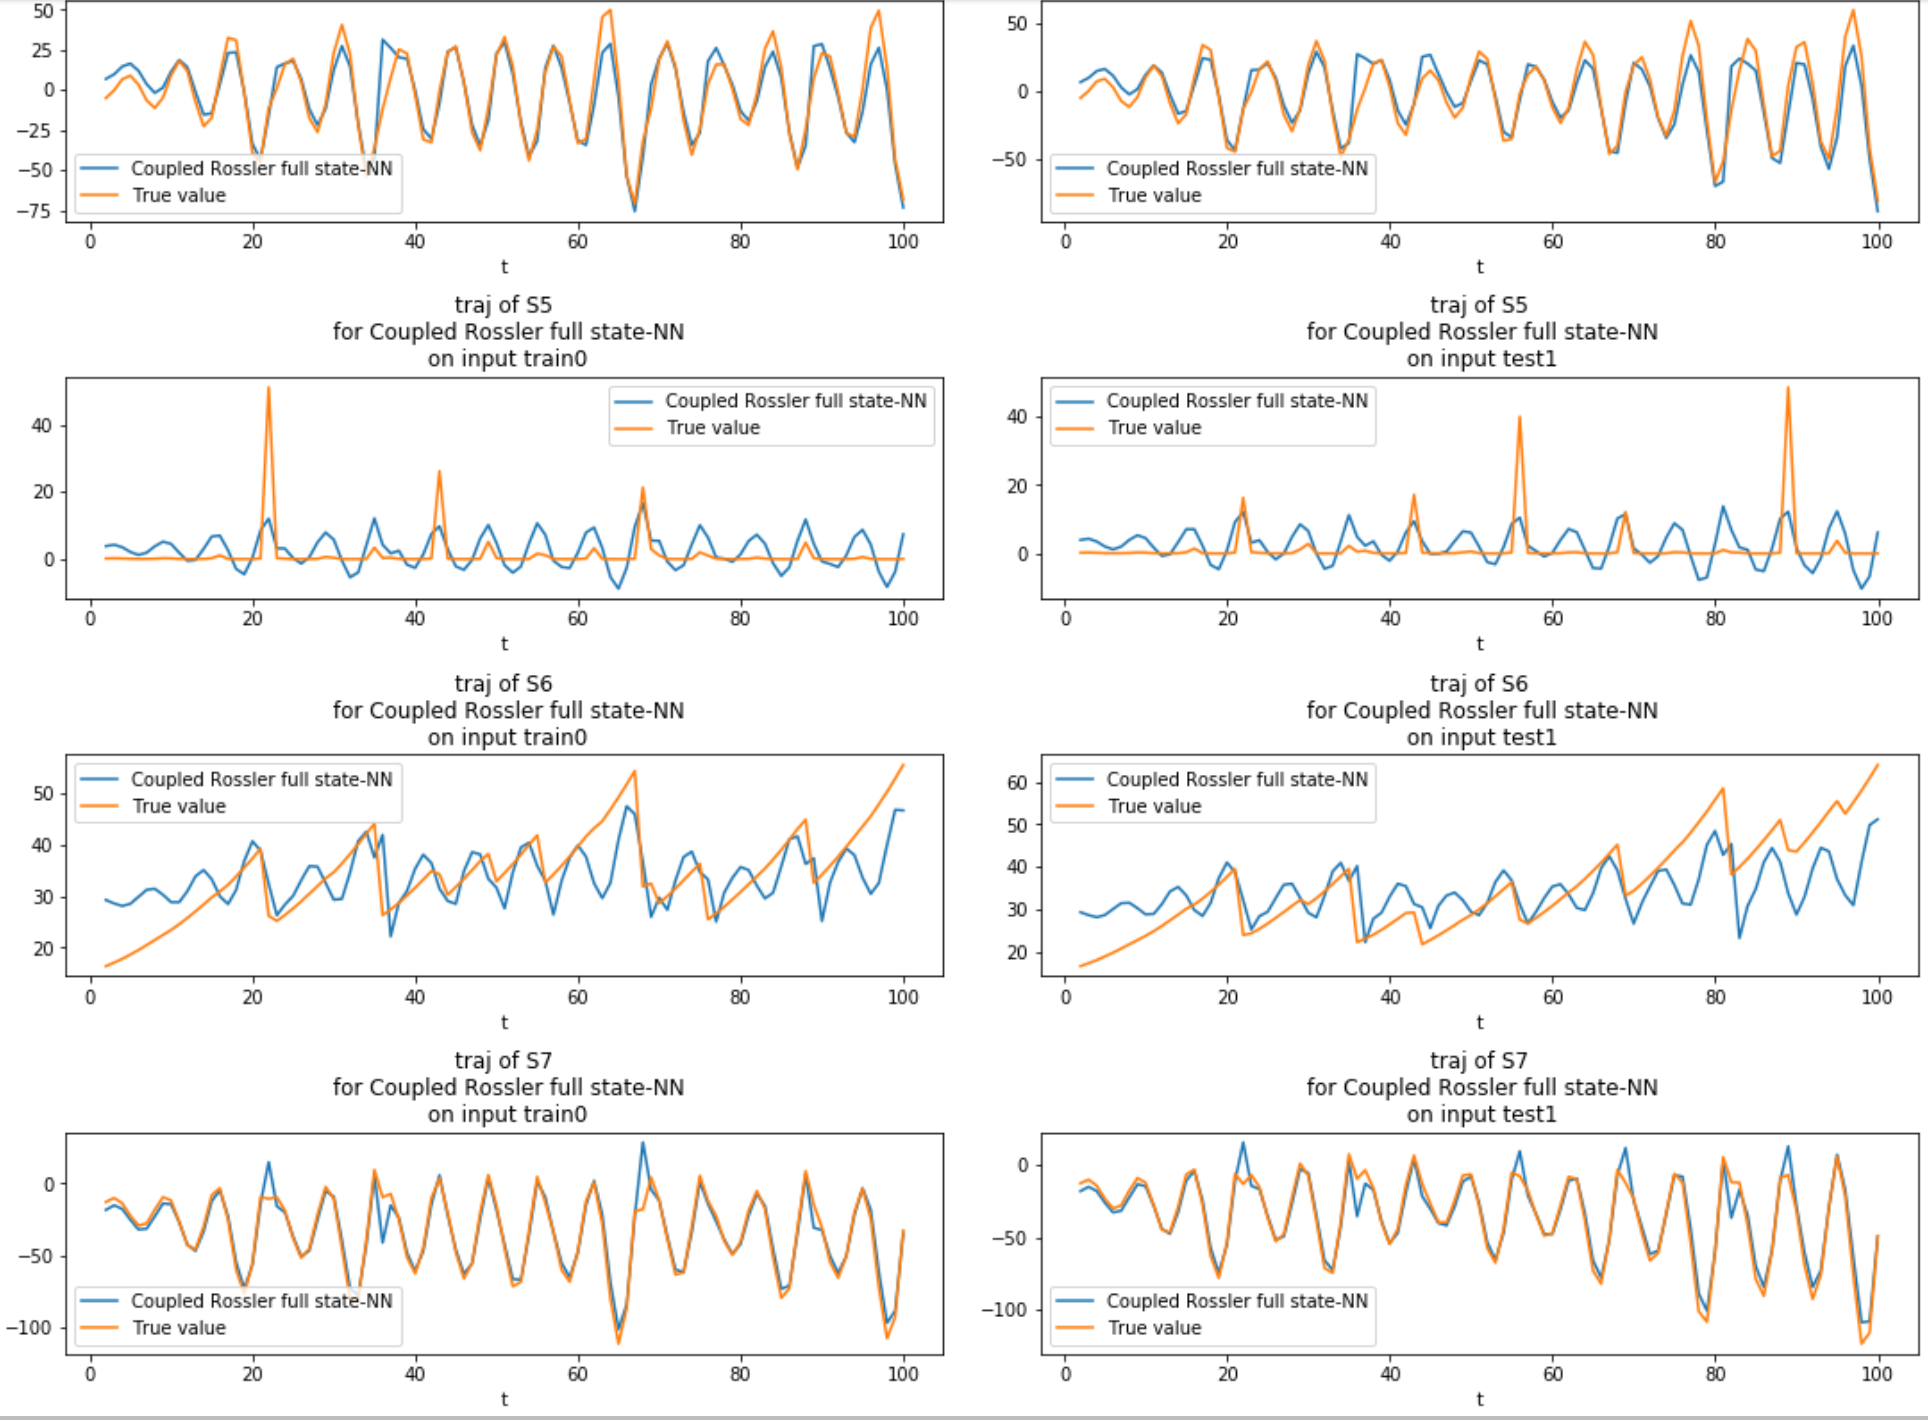 50
25
0
−25
−50
−75
Coupled Rossler full state-NN
True value
0 20 40 60 80 100
t
50
0
−50
Coupled Rossler full state-NN
True value
0 20 40 60 80 100
t
traj of S5
for Coupled Rossler full state-NN
on input train0
40
20
0
Coupled Rossler full state-NN
True value
0 20 40 60 80 100
t
traj of S5
for Coupled Rossler full state-NN
on input test1
40
20
0
Coupled Rossler full state-NN
True value
0 20 40 60 80 100
t
traj of S6
for Coupled Rossler full state-NN
on input train0
50
40
30
20
Coupled Rossler full state-NN
True value
0 20 40 60 80 100
t
traj of S6
for Coupled Rossler full state-NN
on input test1
60
50
40
30
20
Coupled Rossler full state-NN
True value
0 20 40 60 80 100
t
traj of S7
for Coupled Rossler full state-NN
on input train0
0
−50
−100
Coupled Rossler full state-NN
True value
0 20 40 60 80 100
t
traj of S7
for Coupled Rossler full state-NN
on input test1
0
−50
−100
Coupled Rossler full state-NN
True value
0 20 40 60 80 100
t